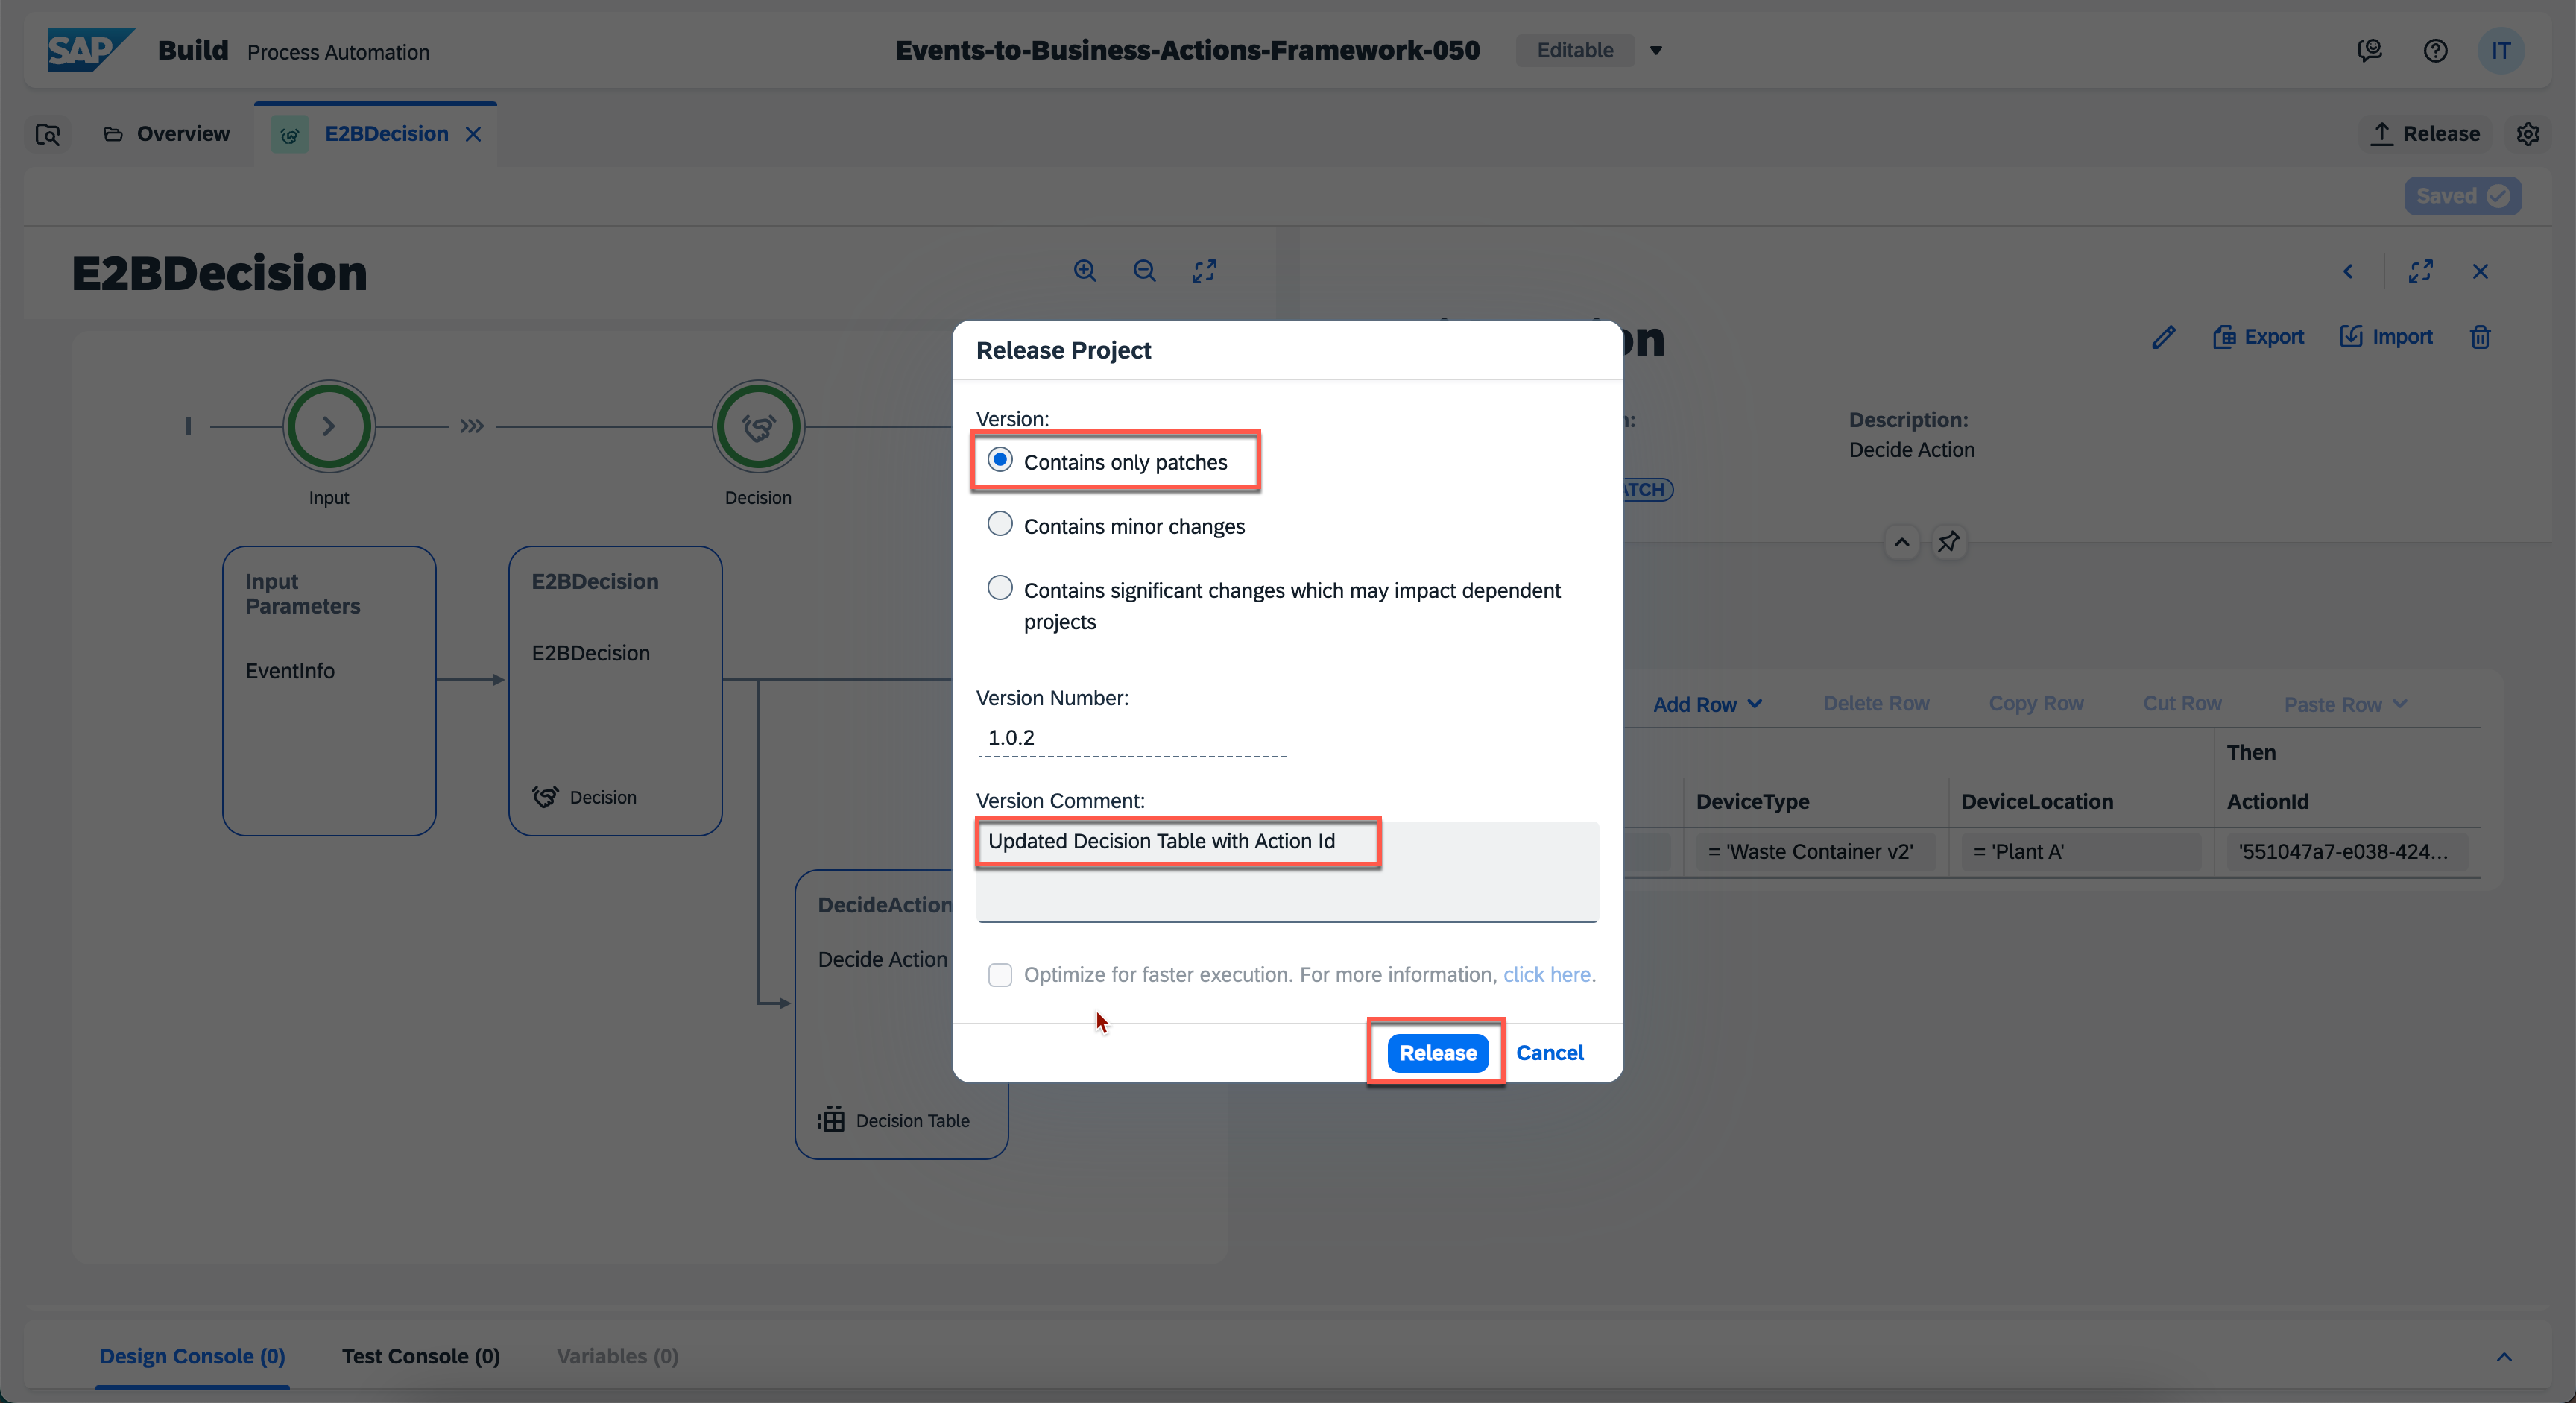 SAP Build Process Automation
Events-to-Business-Actions-Framework-050
Editable
IT
Overview
E2BDecision
Release
Saved
E2BDecision
Export
Import
Release Project
Version:
Contains only patches
Contains minor changes
Contains significant changes which may impact dependent
projects
Version Number:
1.0.2
Version Comment:
Updated Decision Table with Action Id
Optimize for faster execution. For more information, click here.
Release
Cancel
Input
Decision
Input
Parameters
EventInfo
E2BDecision
E2BDecision
Decision
DecideAction
Decide Action
Decision Table
Description:
Decide Action
Add Row
Delete Row
Copy Row
Cut Row
Paste Row
Then
DeviceType
DeviceLocation
ActionId
= 'Waste Container v2'
= 'Plant A'
'551047a7-e038-424...
Design Console (0)
Test Console (0)
Variables (0)